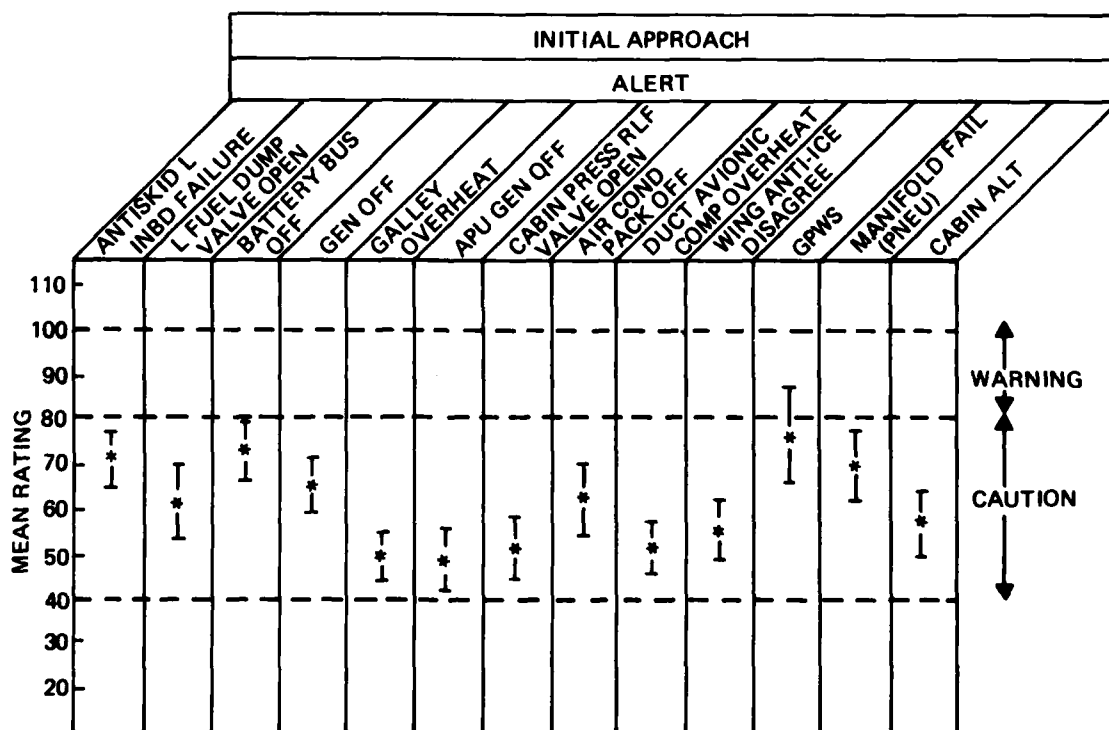 INITIAL APPROACH
ALERT
ANTISKID L
INBD FAILURE
L FUEL DUMP
VALVE OPEN
BATTERY BUS
OFF
GEN OFF
GALLEY
OVERHEAT
APU GEN OFF
CABIN PRESS RLF
VALVE OPEN
AIR COND
PACK OFF
DUCT AVIONIC
COMP OVERHEAT
WING ANTI-ICE
DISAGREE
GPWS
MANIFOLD FAIL
(PNEU)
CABIN ALT
MEAN RATING
110
100
90
80
70
60
50
40
30
20
WARNING
CAUTION